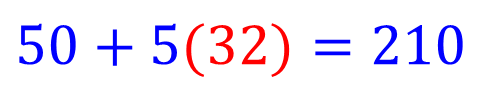 50 + 5(32) = 210